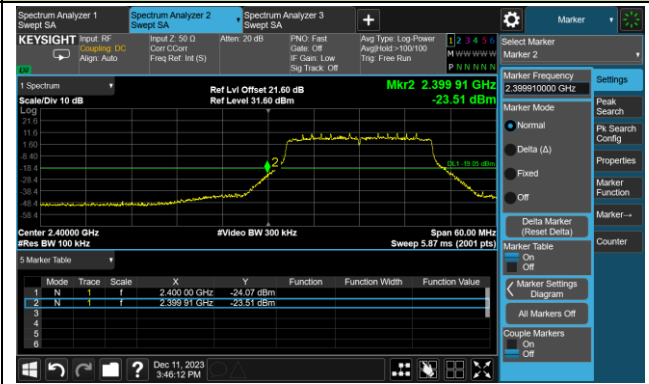 Spectrum Analyzer 1
Swept SA
Spectrum Analyzer 2
Swept SA
Spectrum Analyzer 3
Swept SA
Marker
KEYSIGHT
Input: RF
Coupling: DC
Align: Auto
Input Z: 50 Ω
Corr CCorr
Freq Ref: Int (S)
Atten: 20 dB
PNO: Fast
Gate: Off
IF Gain: Low
Sig Track: Off
Avg Type: Log-Power
Avg|Hold:>100/100
Trig: Free Run
1 2 3 4 5 6
M W W W W W
P N N N N N
Select Marker
Marker 2
1 Spectrum
Scale/Div 10 dB
Ref Lvl Offset 21.60 dB
Ref Level 31.60 dBm
Mkr2 2.399 91 GHz
-23.51 dBm
Log
21.6
11.6
1.60
-8.40
-18.4
-28.4
-38.4
-48.4
-58.4
2
DL1 -19.05 dBm
Center 2.40000 GHz
#Res BW 100 kHz
#Video BW 300 kHz
Span 60.00 MHz
Sweep 5.87 ms (2001 pts)
5 Marker Table
Mode Trace Scale X Y Function Function Width Function Value
1 N 1 f 2.400 00 GHz -24.07 dBm
2 N 1 f 2.399 91 GHz -23.51 dBm
3
4
5
6
Marker Frequency
2.399910000 GHz
Marker Mode
Normal
Delta (Δ)
Fixed
Off
Delta Marker
(Reset Delta)
Marker Table
On
Off
Marker Settings
Diagram
All Markers Off
Couple Markers
On
Off
Settings
Peak
Search
Pk Search
Config
Properties
Marker
Function
Marker→
Counter
?
Dec 11, 2023
3:46:12 PM